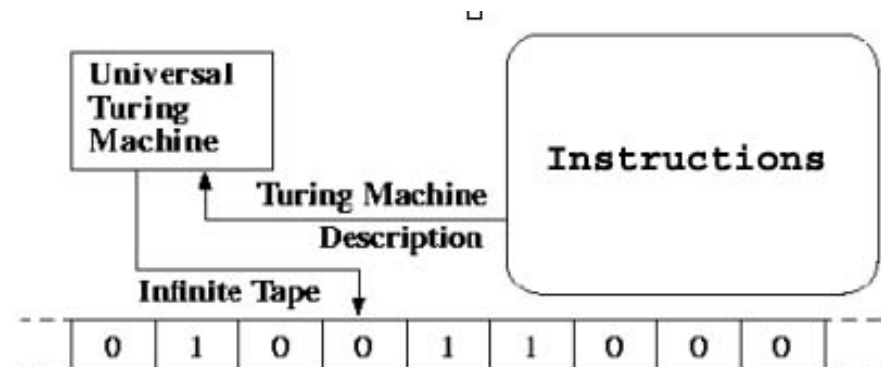 Universal
Turing
Machine
Instructions
Turing Machine
Description
Infinite Tape
0 1 0 0 1 1 0 0 0